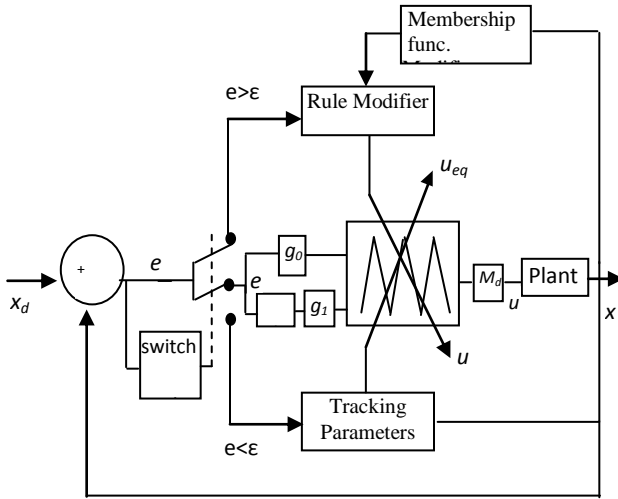 Membership
func.
Rule Modifier
e>ε
u_eq
+
e
g_0
x_d
e
g_1
M_d
Plant
u
x
switch
u
Tracking
Parameters
e<ε